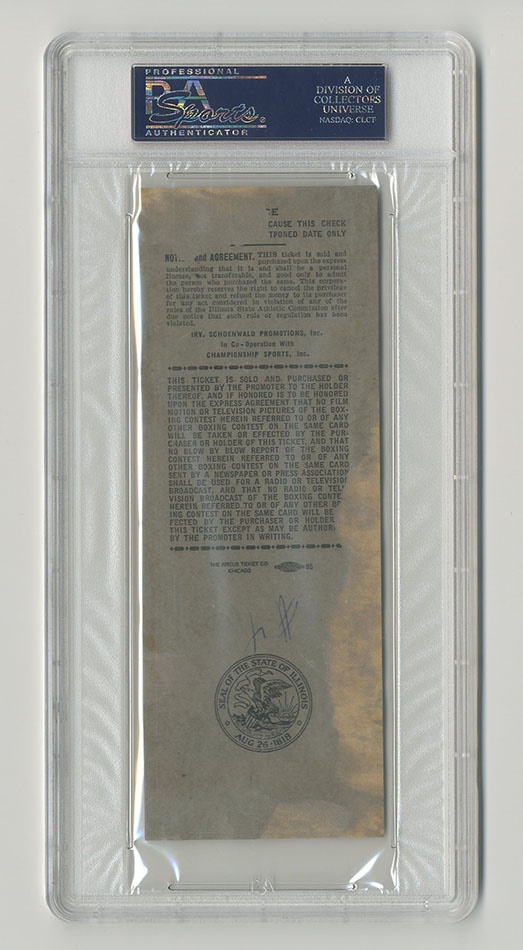 PROFESSIONAL
PSA
Sports.
AUTHENTICATOR
A
DIVISION OF
COLLECTORS
UNIVERSE
NASDAQ: CLCT
CAUSE THIS CHECK
TPONED DATE ONLY
and AGREEMENT. THIS ticket is sold and
purchased upon the express
understanding that it is and shall be a personal
license, not transferable, and good only to admit
the person who purchased the same. This corpora-
tion hereby reserves the right to cancel the privilege
of this ticket and refund the money to its purchaser
for any act considered in violation of any of the
rules of the Illinois State Athletic Commission after
due notice that such rule or regulation has been
violated.
IRV. SCHOENWALD PROMOTIONS, Inc.
In Co-Operation With
CHAMPIONSHIP SPORTS, Inc.
THIS TICKET IS SOLD AND PURCHASED OR
PRESENTED BY THE PROMOTER TO THE HOLDER
THEREOF, AND IF HONORED IS TO BE HONORED
UPON THE EXPRESS AGREEMENT THAT NO FILM
MOTION OR TELEVISION PICTURES OF THE BOX-
ING CONTEST HEREIN REFERRED TO OR OF ANY
OTHER BOXING CONTEST ON THE SAME CARD
WILL BE TAKEN OR EFFECTED BY THE PUR-
CHASER OR HOLDER OF THIS TICKET, AND THAT
NO BLOW BY BLOW REPORT OF THE BOXING
CONTEST HEREIN REFERRED TO OR OF ANY
OTHER BOXING CONTEST ON THE SAME CARD
SENT BY A NEWSPAPER OR PRESS ASSOCIATION
SHALL BE USED FOR A RADIO OR TELEVISIO
BROADCAST, AND THAT NO RADIO OR TEL
VISION BROADCAST OF THE BOXING CONTE
HEREIN REFERRED TO OR OF ANY OTHER BO
ING CONTEST ON THE SAME CARD WILL BE
FECTED BY THE PURCHASER OR HOLDER
THIS TICKET EXCEPT AS MAY BE AUTHOR
BY THE PROMOTER IN WRITING.
THE ARCUS TICKET CO.
CHICAGO
SEAL OF THE STATE OF ILLINOIS
AUG 26 1818